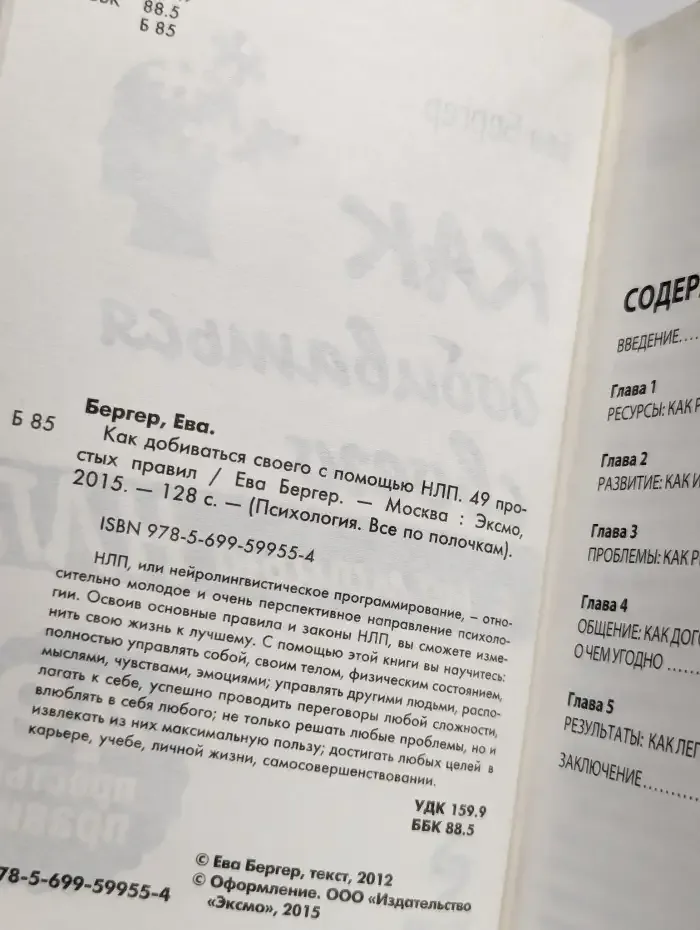 ББК 88.5
Б 85
Б 85
Бергер, Ева.
Как добиваться своего с помощью НЛП. 49 про-
стых правил / Ева Бергер. — Москва : Эксмо,
2015. — 128 с. — (Психология. Все по полочкам).
ISBN 978-5-699-59955-4
НЛП, или нейролингвистическое программирование, – отно-
сительно молодое и очень перспективное направление психоло-
гии. Освоив основные правила и законы НЛП, вы сможете изме-
нить свою жизнь к лучшему. С помощью этой книги вы научитесь:
полностью управлять собой, своим телом, физическим состоянием,
мыслями, чувствами, эмоциями; управлять другими людьми, распо-
лагать к себе, успешно проводить переговоры любой сложности,
влюблять в себя любого; не только решать любые проблемы, но и
извлекать из них максимальную пользу; достигать любых целей в
карьере, учебе, личной жизни, самосовершенствовании.
УДК 159.9
ББК 88.5
78-5-699-59955-4
© Ева Бергер, текст, 2012
© Оформление. ООО «Издательство
«Эксмо», 2015
СОДЕР
ВВЕДЕНИЕ....
Глава 1
РЕСУРСЫ: КАК Р
Глава 2
РАЗВИТИЕ: КАК И
Глава 3
ПРОБЛЕМЫ: КАК Р
Глава 4
ОБЩЕНИЕ: КАК ДОГО
О ЧЕМ УГОДНО ......
Глава 5
РЕЗУЛЬТАТЫ: КАК ЛЕГ
ЗАКЛЮЧЕНИЕ..........